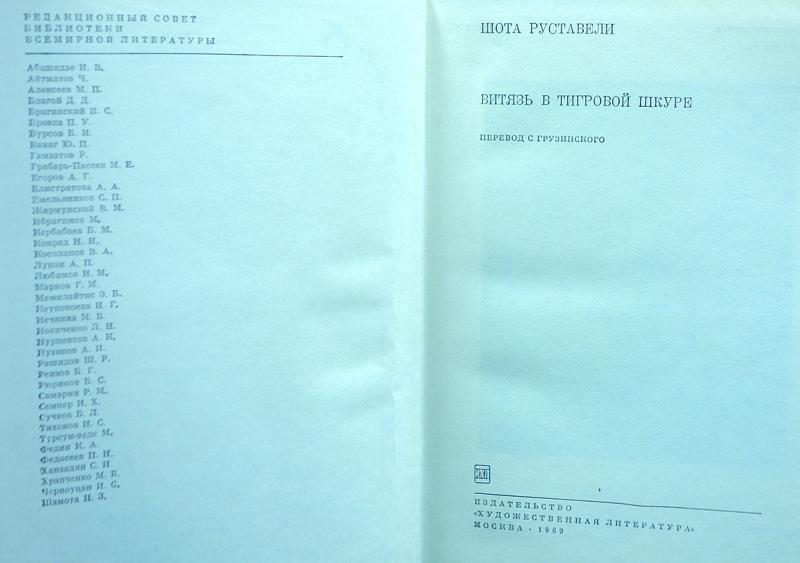 РЕДАКЦИОННЫЙ СОВЕТ
БИБЛИОТЕКИ
ВСЕМИРНОЙ ЛИТЕРАТУРЫ
Абашидзе И. В.
Айтматов Ч.
Алексеев М. П.
Благой Д. Д.
Брагинский И. С.
Бровка П. У.
Бурсов Б. И.
Ванаг Ю. П.
Гамзатов Р.
Грабарь-Пассек М. Е.
Егоров А. Г.
Елистратова А. А.
Емельяников С. П.
Жирмунский В. М.
Ибрагимов М.
Кербабаев Б. М.
Конрад Н. И.
Косолапов В. А.
Лупан А. П.
Любимов Н. М.
Марков Г. М.
Межелайтис Э. Б.
Неупокоева И. Г.
Нечкина М. В.
Новиченко Л. Н.
Нурпеисов А. К.
Пузиков А. И.
Рашидов Ш. Р.
Реизов Б. Г.
Рюриков Б. С.
Самарин Р. М.
Семпер И. Х.
Сучков Б. Л.
Тихонов Н. С.
Турсун-заде М.
Федин К. А.
Федосеев П. Н.
Ханзадян С. Н.
Храпченко М. Б.
Черноуцан И. С.
Шамота Н. З.
ШОТА РУСТАВЕЛИ
ВИТЯЗЬ В ТИГРОВОЙ ШКУРЕ
ПЕРЕВОД С ГРУЗИНСКОГО
ИЗДАТЕЛЬСТВО
«ХУДОЖЕСТВЕННАЯ ЛИТЕРАТУРА»
МОСКВА · 1969